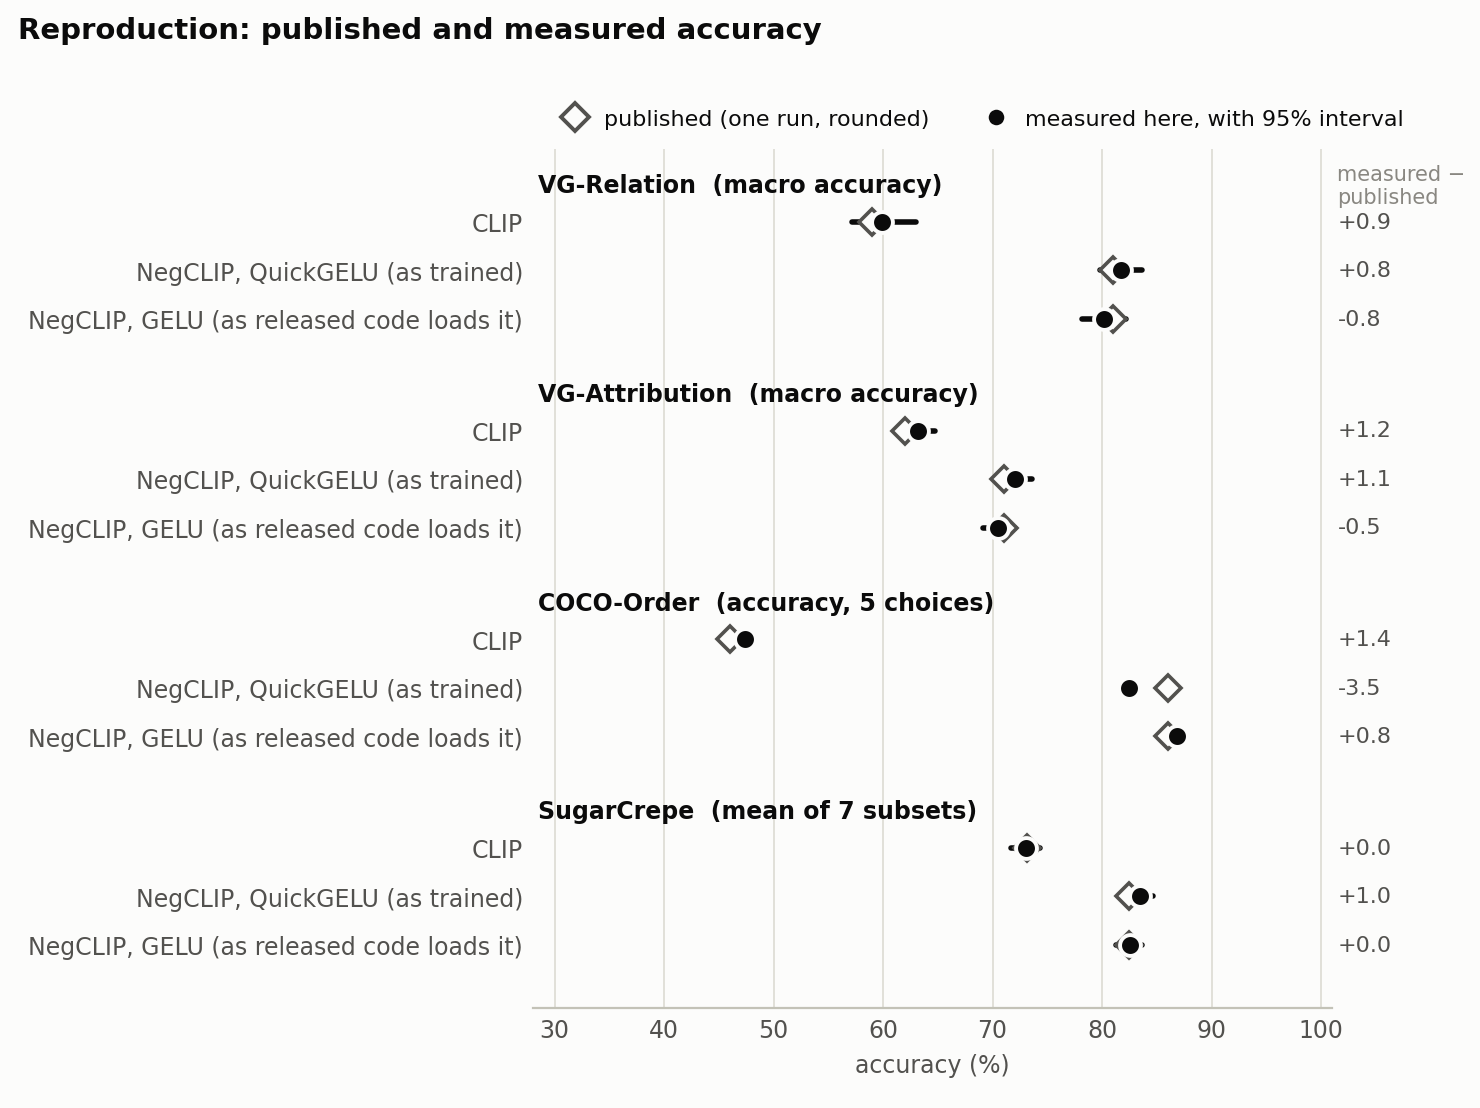 Reproduction: published and measured accuracy
published (one run, rounded)
measured here, with 95% interval
measured −
published
VG-Relation (macro accuracy)
CLIP +0.9
NegCLIP, QuickGELU (as trained) +0.8
NegCLIP, GELU (as released code loads it) -0.8
VG-Attribution (macro accuracy)
CLIP +1.2
NegCLIP, QuickGELU (as trained) +1.1
NegCLIP, GELU (as released code loads it) -0.5
COCO-Order (accuracy, 5 choices)
CLIP +1.4
NegCLIP, QuickGELU (as trained) -3.5
NegCLIP, GELU (as released code loads it) +0.8
SugarCrepe (mean of 7 subsets)
CLIP +0.0
NegCLIP, QuickGELU (as trained) +1.0
NegCLIP, GELU (as released code loads it) +0.0
30 40 50 60 70 80 90 100
accuracy (%)